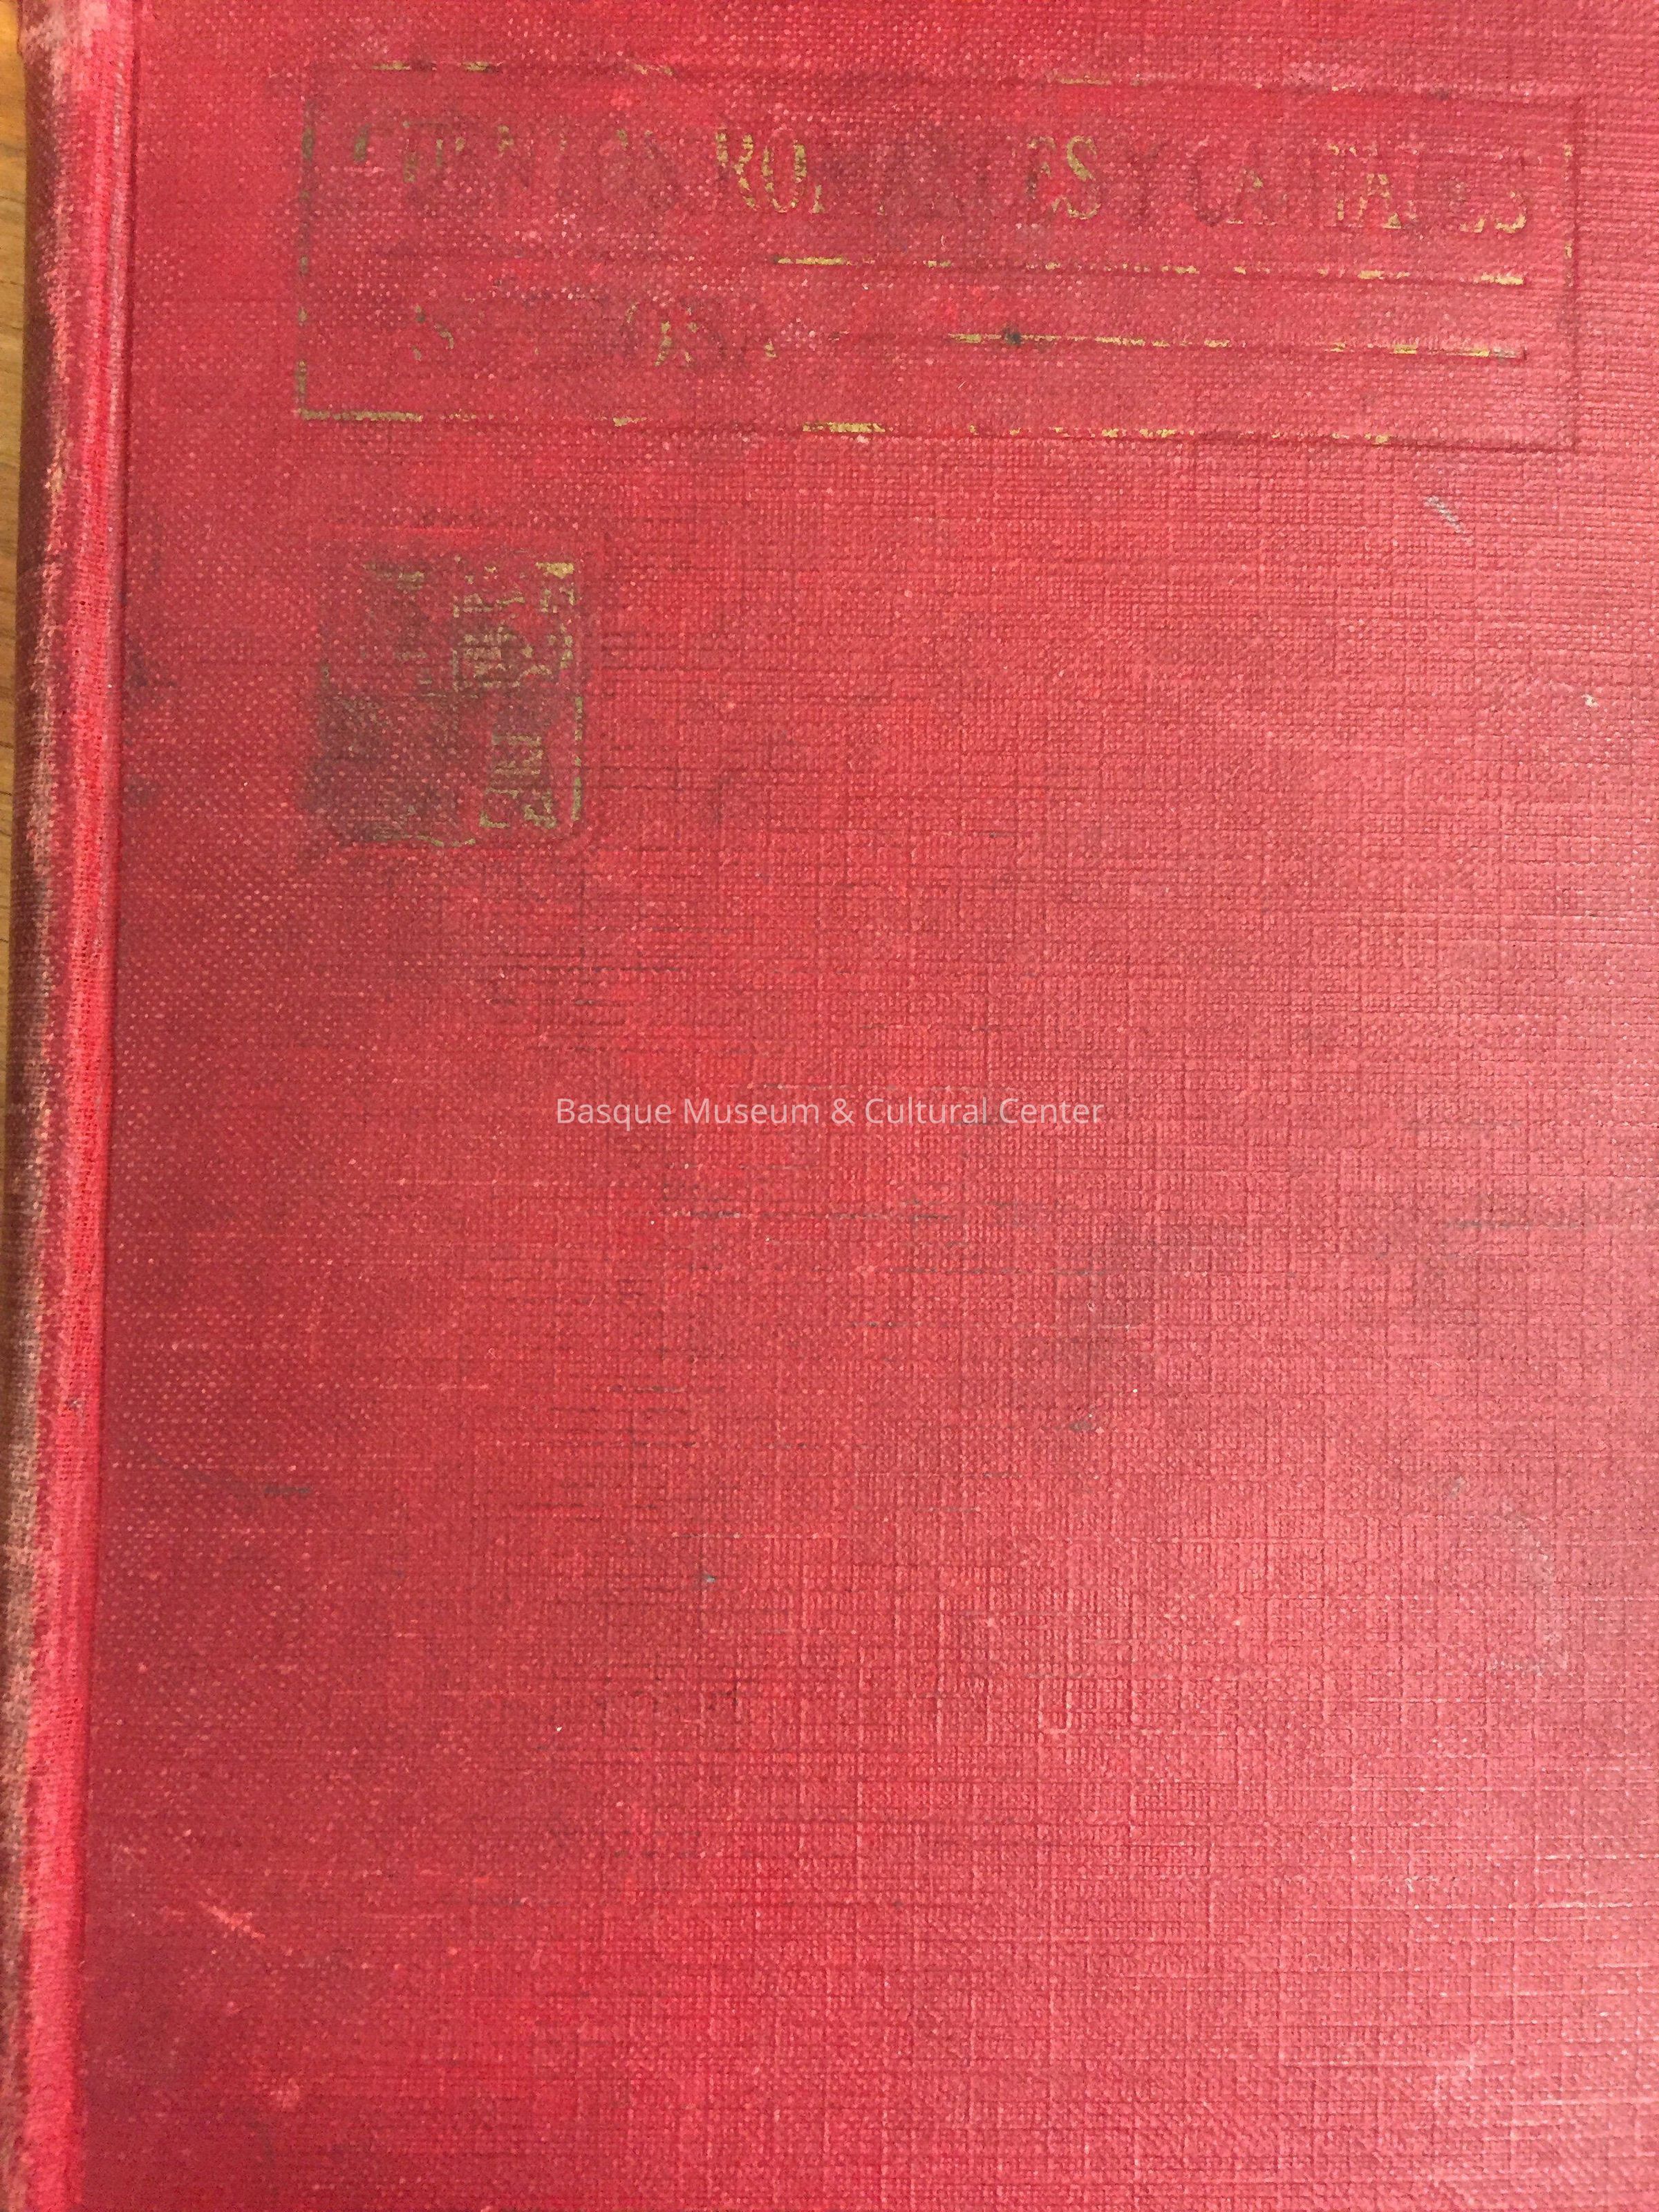 CUENTOS ROMANCES Y CANTARES
Basque Museum & Cultural Center